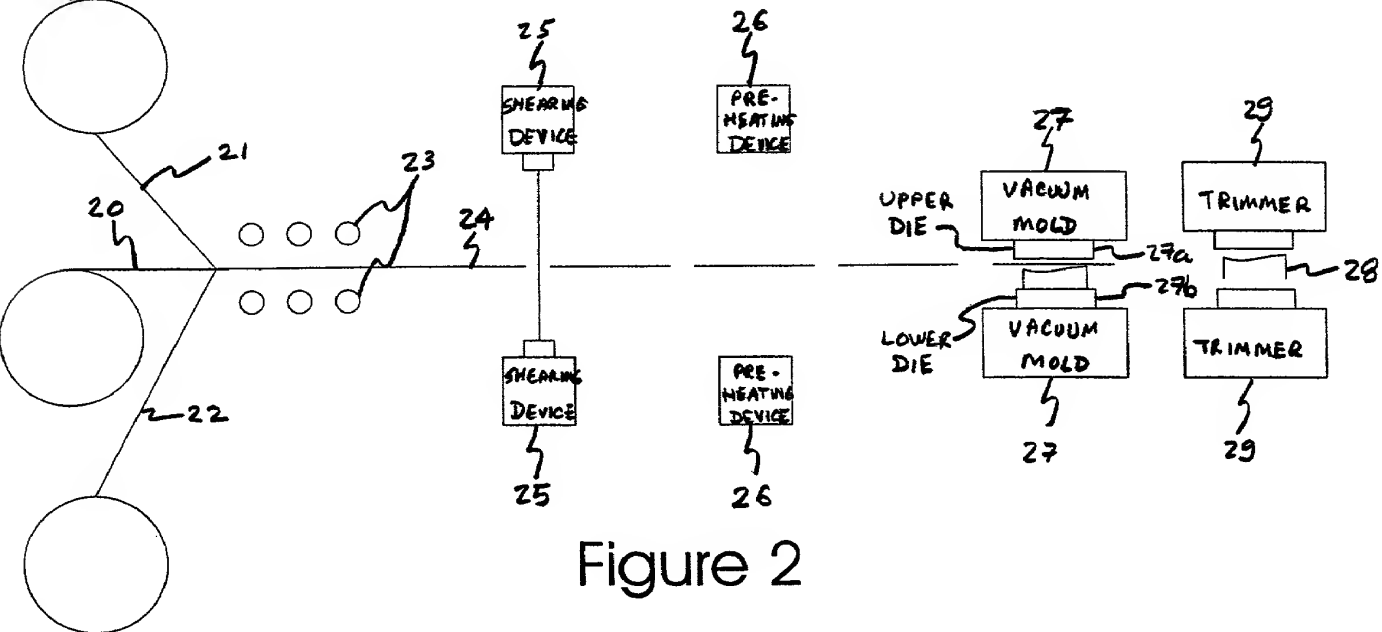 25
26
SHEARING
DEVICE
PRE-
HEATING
DEVICE
27
29
21
23
VACUUM
MOLD
TRIMMER
UPPER
DIE
20
24
27a
28
27b
LOWER
DIE
VACUUM
MOLD
TRIMMER
SHEARING
DEVICE
PRE-
HEATING
DEVICE
22
27
29
25
26
Figure 2